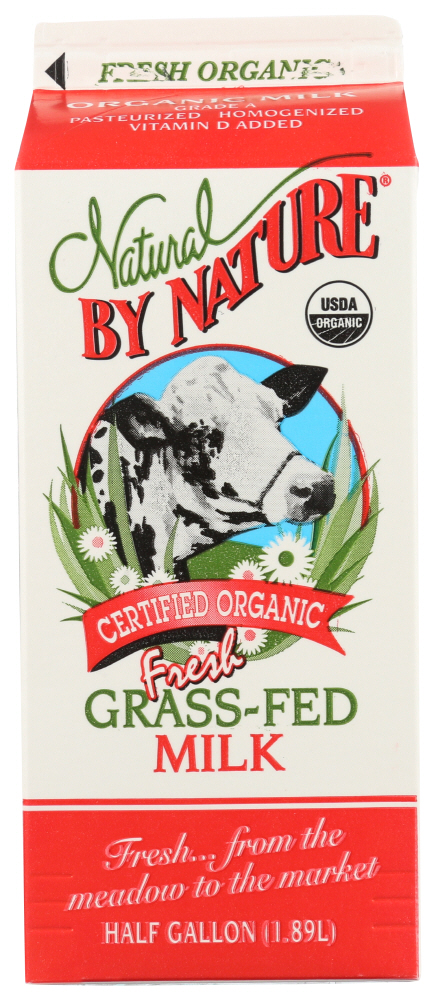 FRESH ORGANIC
ORGANIC MILK
GRADE A
PASTEURIZED HOMOGENIZED
VITAMIN D ADDED
Natural
BY NATURE®
USDA
ORGANIC
CERTIFIED ORGANIC
Fresh
GRASS-FED
MILK
Fresh... from the
meadow to the market
HALF GALLON (1.89L)